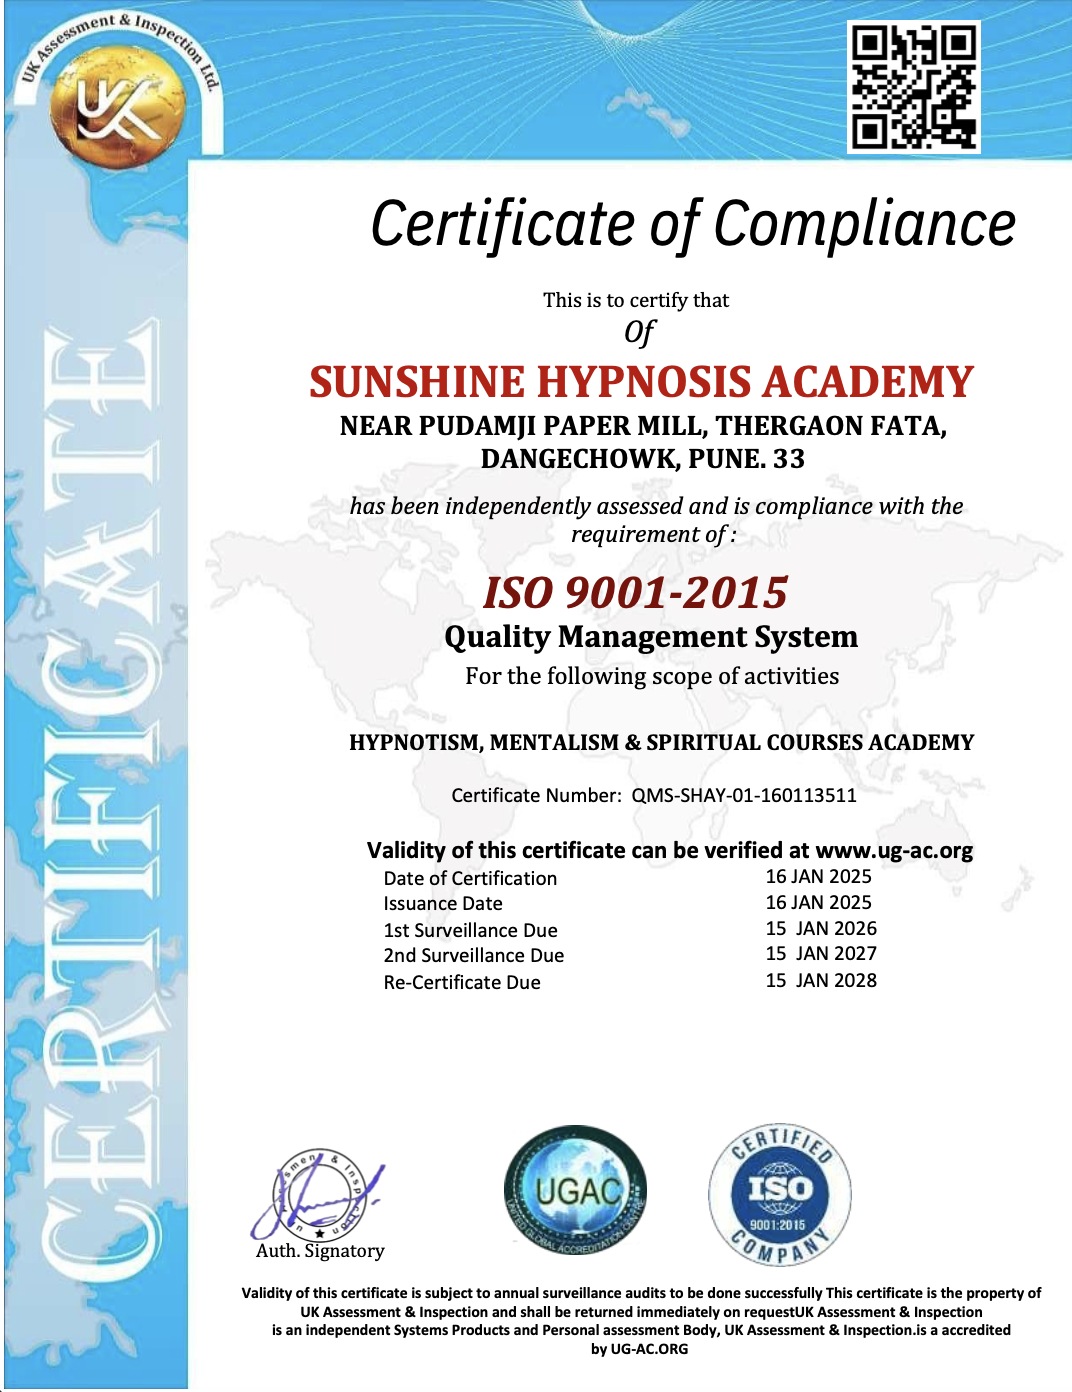 UK Assessment & Inspection Ltd.
UK
Certificate of Compliance
This is to certify that
Of
SUNSHINE HYPNOSIS ACADEMY
NEAR PUDAMJI PAPER MILL, THERGAON FATA,
DANGECHOWK, PUNE. 33
has been independently assessed and is compliance with the
requirement of :
ISO 9001-2015
Quality Management System
For the following scope of activities
HYPNOTISM, MENTALISM & SPIRITUAL COURSES ACADEMY
Certificate Number: QMS-SHAY-01-160113511
Validity of this certificate can be verified at www.ug-ac.org
Date of Certification 16 JAN 2025
Issuance Date 16 JAN 2025
1st Surveillance Due 15 JAN 2026
2nd Surveillance Due 15 JAN 2027
Re-Certificate Due 15 JAN 2028
CERTIFICATE
Auth. Signatory
UGAC
UNITED GLOBAL ACCREDITATION CENTRE
CERTIFIED
ISO
9001:2015
COMPANY
Validity of this certificate is subject to annual surveillance audits to be done successfully This certificate is the property of
UK Assessment & Inspection and shall be returned immediately on requestUK Assessment & Inspection
is an independent Systems Products and Personal assessment Body, UK Assessment & Inspection.is a accredited
by UG-AC.ORG